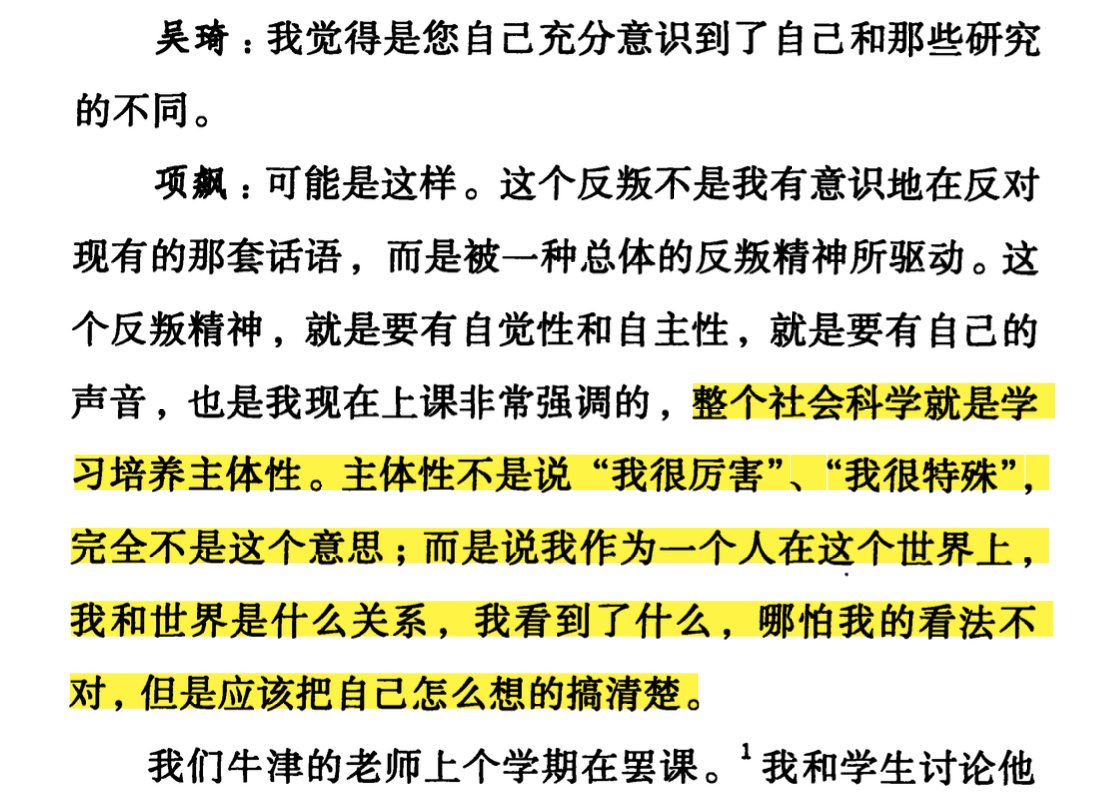 吴琦：我觉得是您自己充分意识到了自己和那些研究
的不同。
项飙：可能是这样。这个反叛不是我有意识地在反对
现有的那套话语，而是被一种总体的反叛精神所驱动。这
个反叛精神，就是要有自觉性和自主性，就是要有自己的
声音，也是我现在上课非常强调的，整个社会科学就是学
习培养主体性。主体性不是说“我很厉害”、“我很特殊”，
完全不是这个意思；而是说我作为一个人在这个世界上，
我和世界是什么关系，我看到了什么，哪怕我的看法不
对，但是应该把自己怎么想的搞清楚。
我们牛津的老师上个学期在罢课。1我和学生讨论他